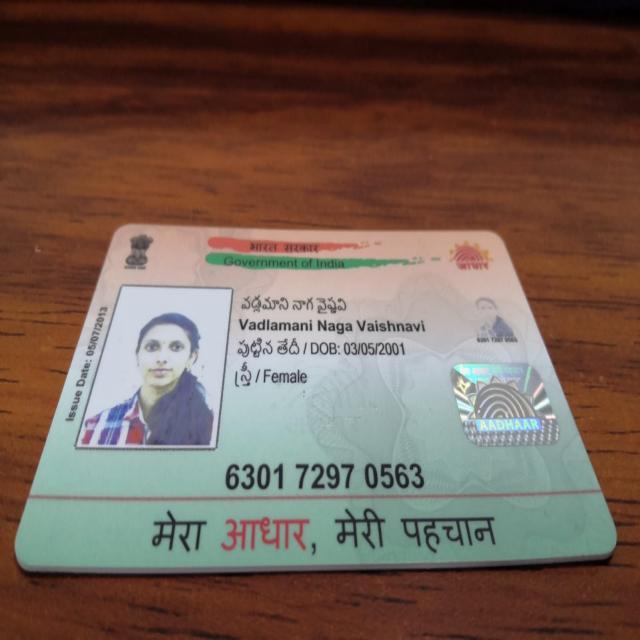 भारत सरकार
Government of India
आधार
Issue Date: 05/07/2013
వడ్లమాని నాగ వైష్ణవి
Vadlamani Naga Vaishnavi
పుట్టిన తేదీ / DOB: 03/05/2001
స్త్రీ / Female
6301 7297 0563
AADHAAR
6301 7297 0563
मेरा आधार, मेरी पहचान